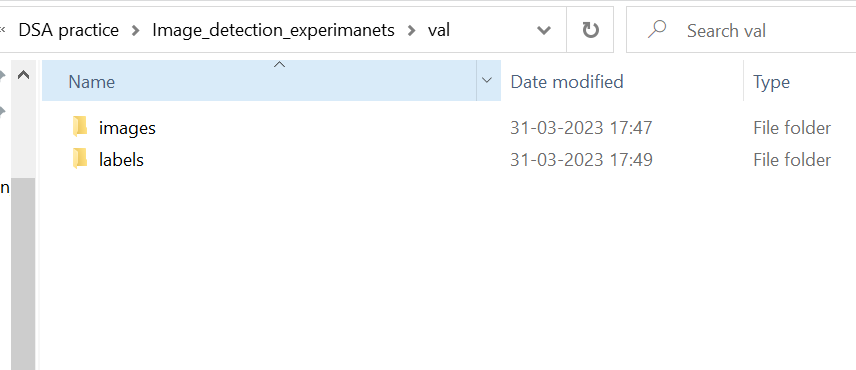 « DSA practice > Image_detection_experimanets > val Search val
Name Date modified Type
images 31-03-2023 17:47 File folder
labels 31-03-2023 17:49 File folder
n